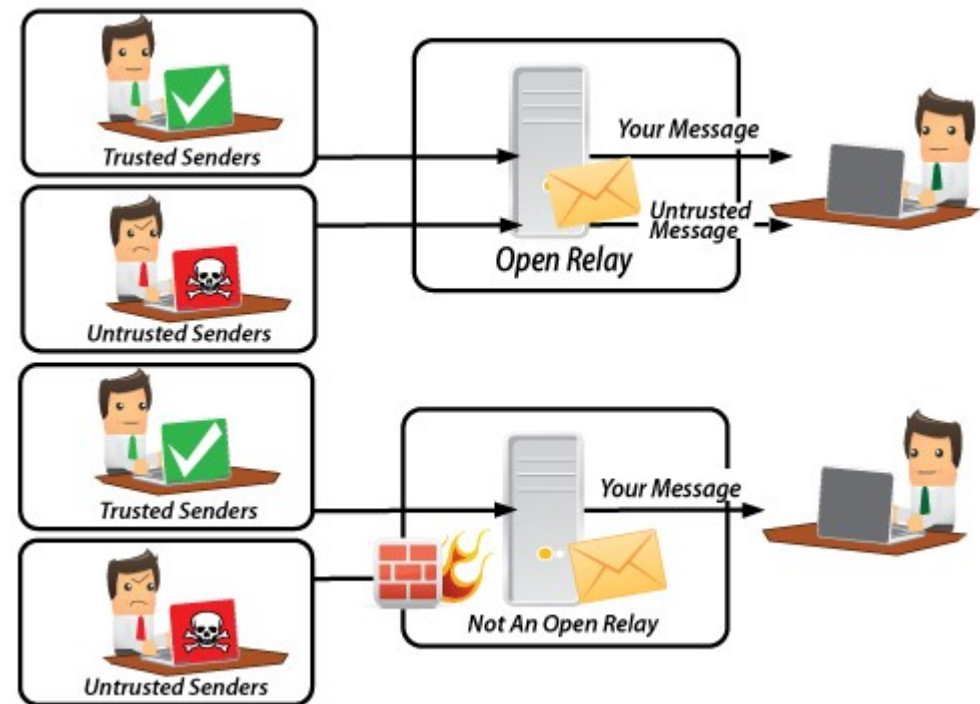 Trusted Senders
Your Message
Untrusted
Message
Open Relay
Untrusted Senders
Trusted Senders
Your Message
Not An Open Relay
Untrusted Senders